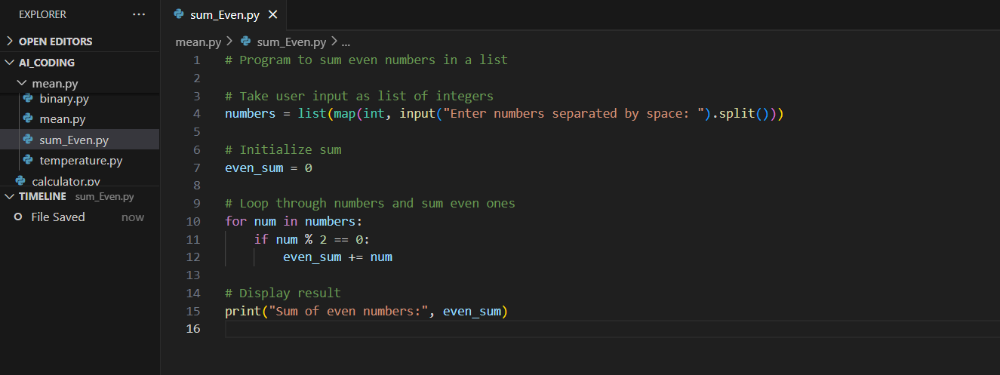 EXPLORER ...
OPEN EDITORS
AI_CODING
mean.py
binary.py
mean.py
sum_Even.py
temperature.py
calculator.py
TIMELINE sum_Even.py
File Saved now
sum_Even.py
mean.py > sum_Even.py > ...
1 # Program to sum even numbers in a list
2
3 # Take user input as list of integers
4 numbers = list(map(int, input("Enter numbers separated by space: ").split()))
5
6 # Initialize sum
7 even_sum = 0
8
9 # Loop through numbers and sum even ones
10 for num in numbers:
11     if num % 2 == 0:
12         even_sum += num
13
14 # Display result
15 print("Sum of even numbers:", even_sum)
16